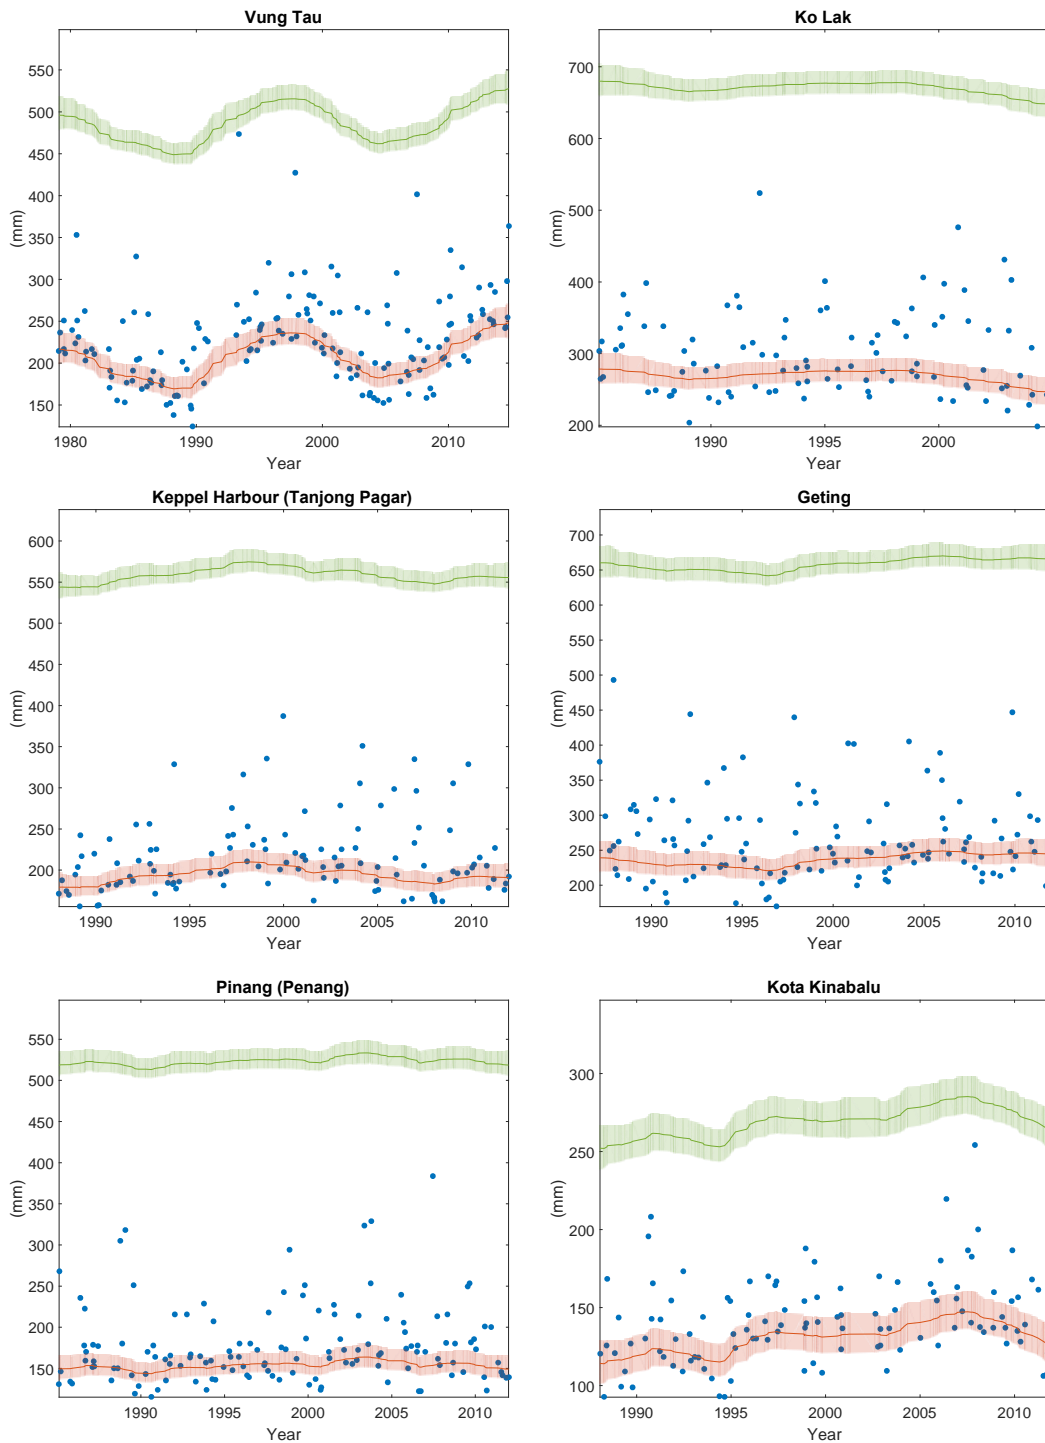 Vung Tau
550
500
450
400
350
300
250
200
150
(mm)
1980 1990 2000 2010
Year
Ko Lak
700
600
500
400
300
200
(mm)
1990 1995 2000
Year
Keppel Harbour (Tanjong Pagar)
600
550
500
450
400
350
300
250
200
(mm)
1990 1995 2000 2005 2010
Year
Geting
700
650
600
550
500
450
400
350
300
250
200
(mm)
1990 1995 2000 2005 2010
Year
Pinang (Penang)
550
500
450
400
350
300
250
200
150
(mm)
1990 1995 2000 2005 2010
Year
Kota Kinabalu
300
250
200
150
100
(mm)
1990 1995 2000 2005 2010
Year